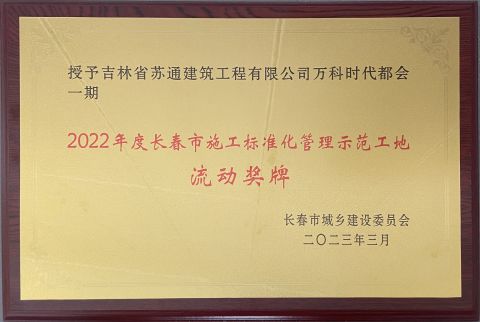 授予吉林省苏通建筑工程有限公司万科时代都会
一期
2022年度长春市施工标准化管理示范工地
流动奖牌
长春市城乡建设委员会
二〇二三年三月